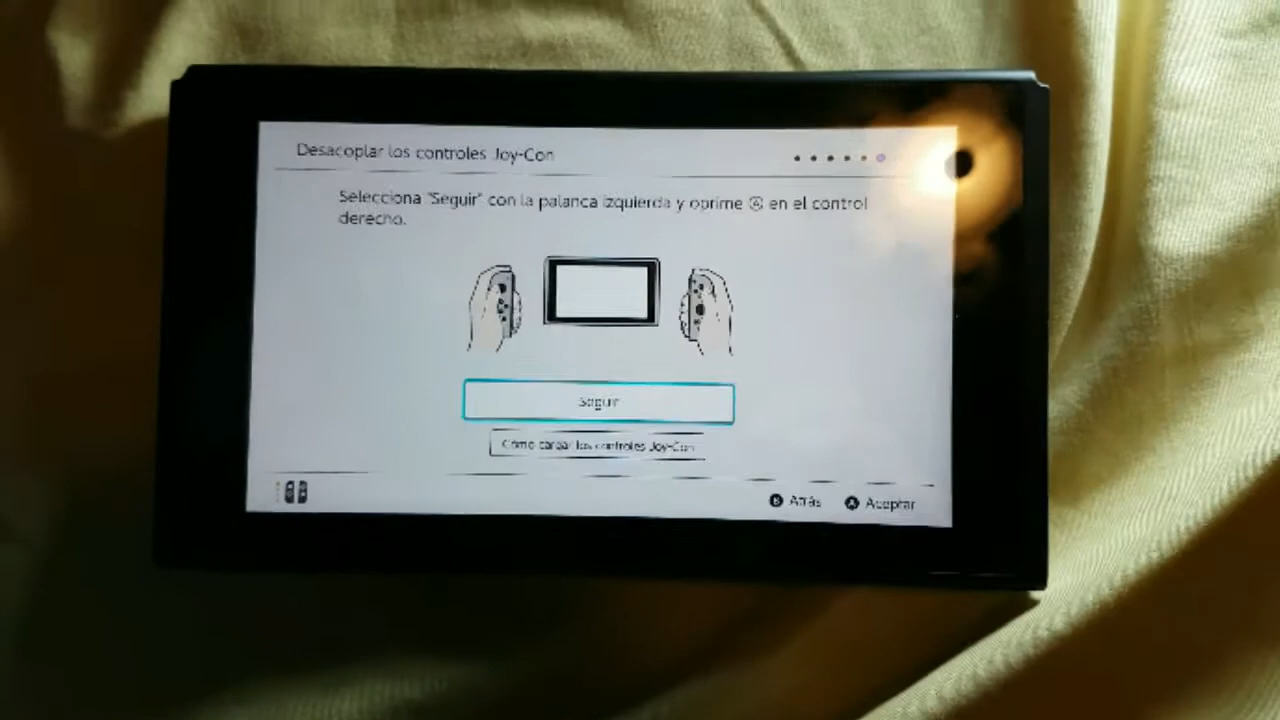 Desacoplar los controles Joy-Con
Selecciona "Seguir" con la palanca izquierda y oprime Ⓐ en el control
derecho.
Seguir
Cómo cargar los controles Joy-Con
B Atrás A Aceptar